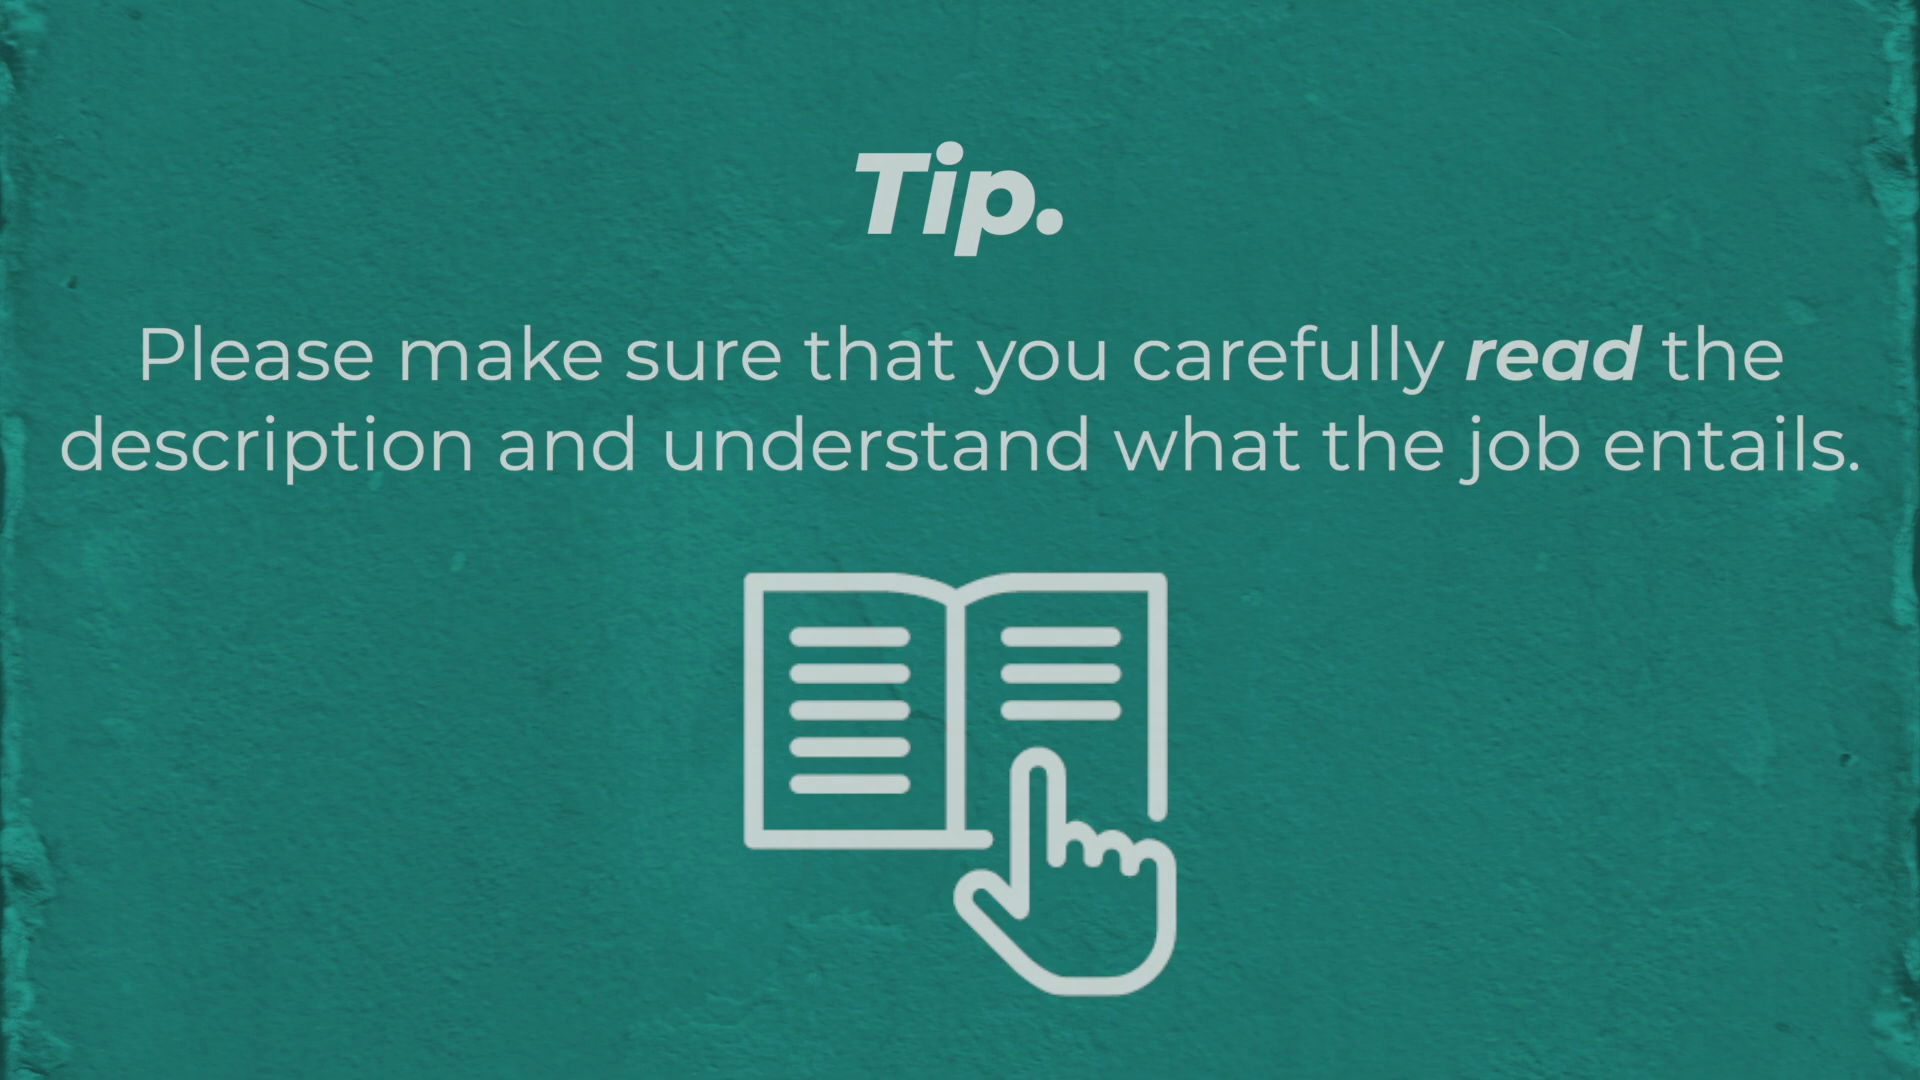 Tip.
Please make sure that you carefully read the
description and understand what the job entails.